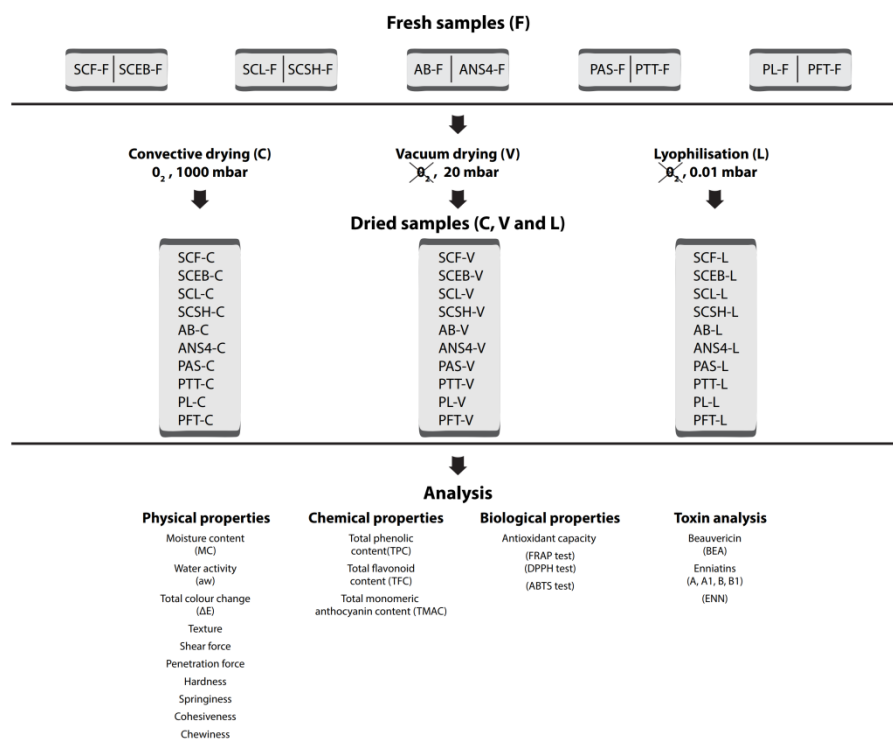 Fresh samples (F)
SCF-F SCEB-F
SCL-F SCSH-F
AB-F ANS4-F
PAS-F PTT-F
PL-F PFT-F
Convective drying (C)
0₂ , 1000 mbar
Vacuum drying (V)
0₂ , 20 mbar
Lyophilisation (L)
0₂ , 0.01 mbar
Dried samples (C, V and L)
SCF-C
SCEB-C
SCL-C
SCSH-C
AB-C
ANS4-C
PAS-C
PTT-C
PL-C
PFT-C
SCF-V
SCEB-V
SCL-V
SCSH-V
AB-V
ANS4-V
PAS-V
PTT-V
PL-V
PFT-V
SCF-L
SCEB-L
SCL-L
SCSH-L
AB-L
ANS4-L
PAS-L
PTT-L
PL-L
PFT-L
Analysis
Physical properties
Moisture content
(MC)
Water activity
(aw)
Total colour change
(ΔE)
Texture
Shear force
Penetration force
Hardness
Springiness
Cohesiveness
Chewiness
Chemical properties
Total phenolic
content(TPC)
Total flavonoid
content (TFC)
Total monomeric
anthocyanin content (TMAC)
Biological properties
Antioxidant capacity
(FRAP test)
(DPPH test)
(ABTS test)
Toxin analysis
Beauvericin
(BEA)
Enniatins
(A, A1, B, B1)
(ENN)